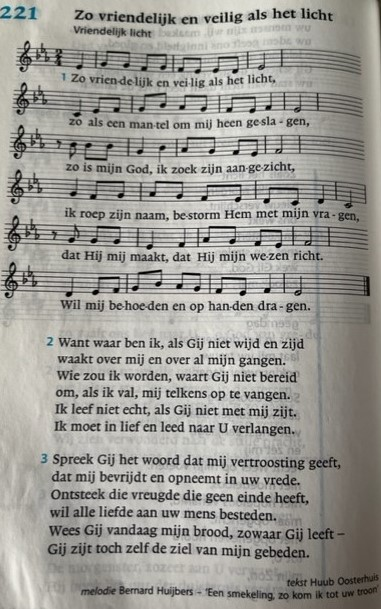 221 Zo vriendelijk en veilig als het licht
Vriendelijk licht
1 Zo vrien-de-lijk en vei-lig als het licht,
zo als een man-tel om mij heen ge-sla-gen,
zo is mijn God, ik zoek zijn aan-ge-zicht,
ik roep zijn naam, be-storm Hem met mijn vra-gen,
dat Hij mij maakt, dat Hij mijn we-zen richt.
Wil mij be-hoe-den en op han-den dra-gen.
2 Want waar ben ik, als Gij niet wijd en zijd
waakt over mij en over al mijn gangen.
Wie zou ik worden, waart Gij niet bereid
om, als ik val, mij telkens op te vangen.
Ik leef niet echt, als Gij niet met mij zijt.
Ik moet in lief en leed naar U verlangen.
3 Spreek Gij het woord dat mij vertroosting geeft,
dat mij bevrijdt en opneemt in uw vrede.
Ontsteek die vreugde die geen einde heeft,
wil alle liefde aan uw mens besteden.
Wees Gij vandaag mijn brood, zowaar Gij leeft –
Gij zijt toch zelf de ziel van mijn gebeden.
tekst Huub Oosterhuis
melodie Bernard Huijbers – 'Een smekeling, zo kom ik tot uw troon'